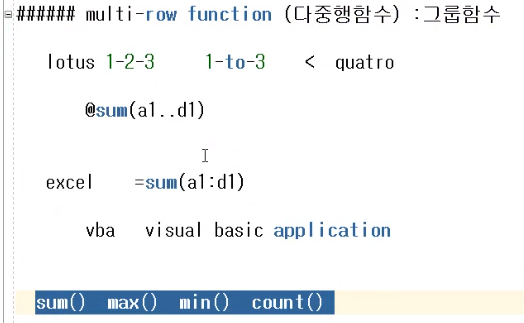 ###### multi-row function (다중행함수) :그룹함수
lotus 1-2-3 1-to-3 < quatro
@sum(a1..d1)
excel =sum(a1:d1)
vba visual basic application
sum() max() min() count()